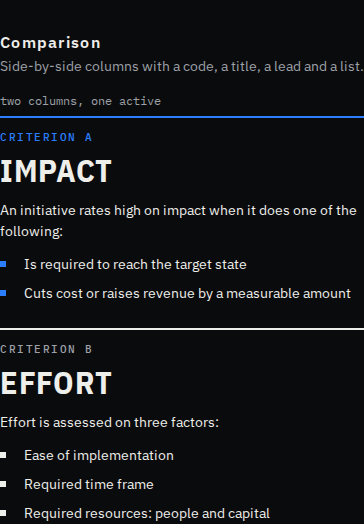 Comparison
Side-by-side columns with a code, a title, a lead and a list.
two columns, one active
CRITERION A
IMPACT
An initiative rates high on impact when it does one of the
following:
Is required to reach the target state
Cuts cost or raises revenue by a measurable amount
CRITERION B
EFFORT
Effort is assessed on three factors:
Ease of implementation
Required time frame
Required resources: people and capital